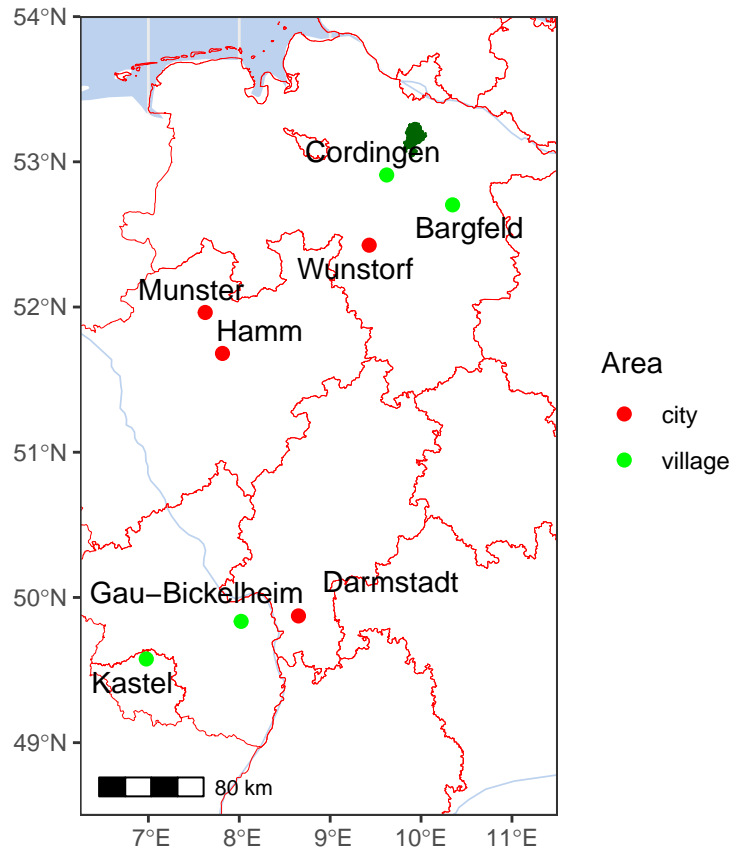 54°N
53°N
52°N
51°N
50°N
49°N
Cordingen
Bargfeld
Wunstorf
Munster
Hamm
Darmstadt
Gau−Bickelheim
Kastel
80 km
7°E
8°E
9°E
10°E
11°E
Area
city
village